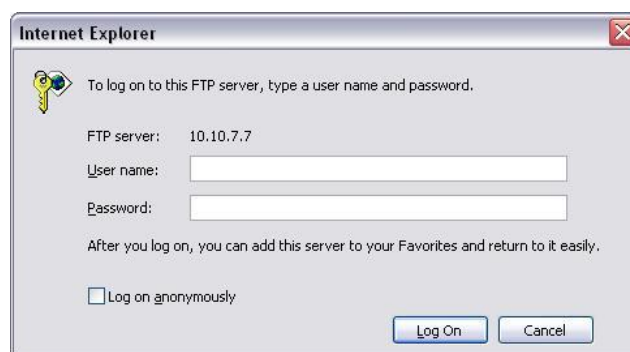 Internet Explorer
To log on to this FTP server, type a user name and password.
FTP server: 10.10.7.7
User name:
Password:
After you log on, you can add this server to your Favorites and return to it easily.
Log on anonymously
Log On Cancel